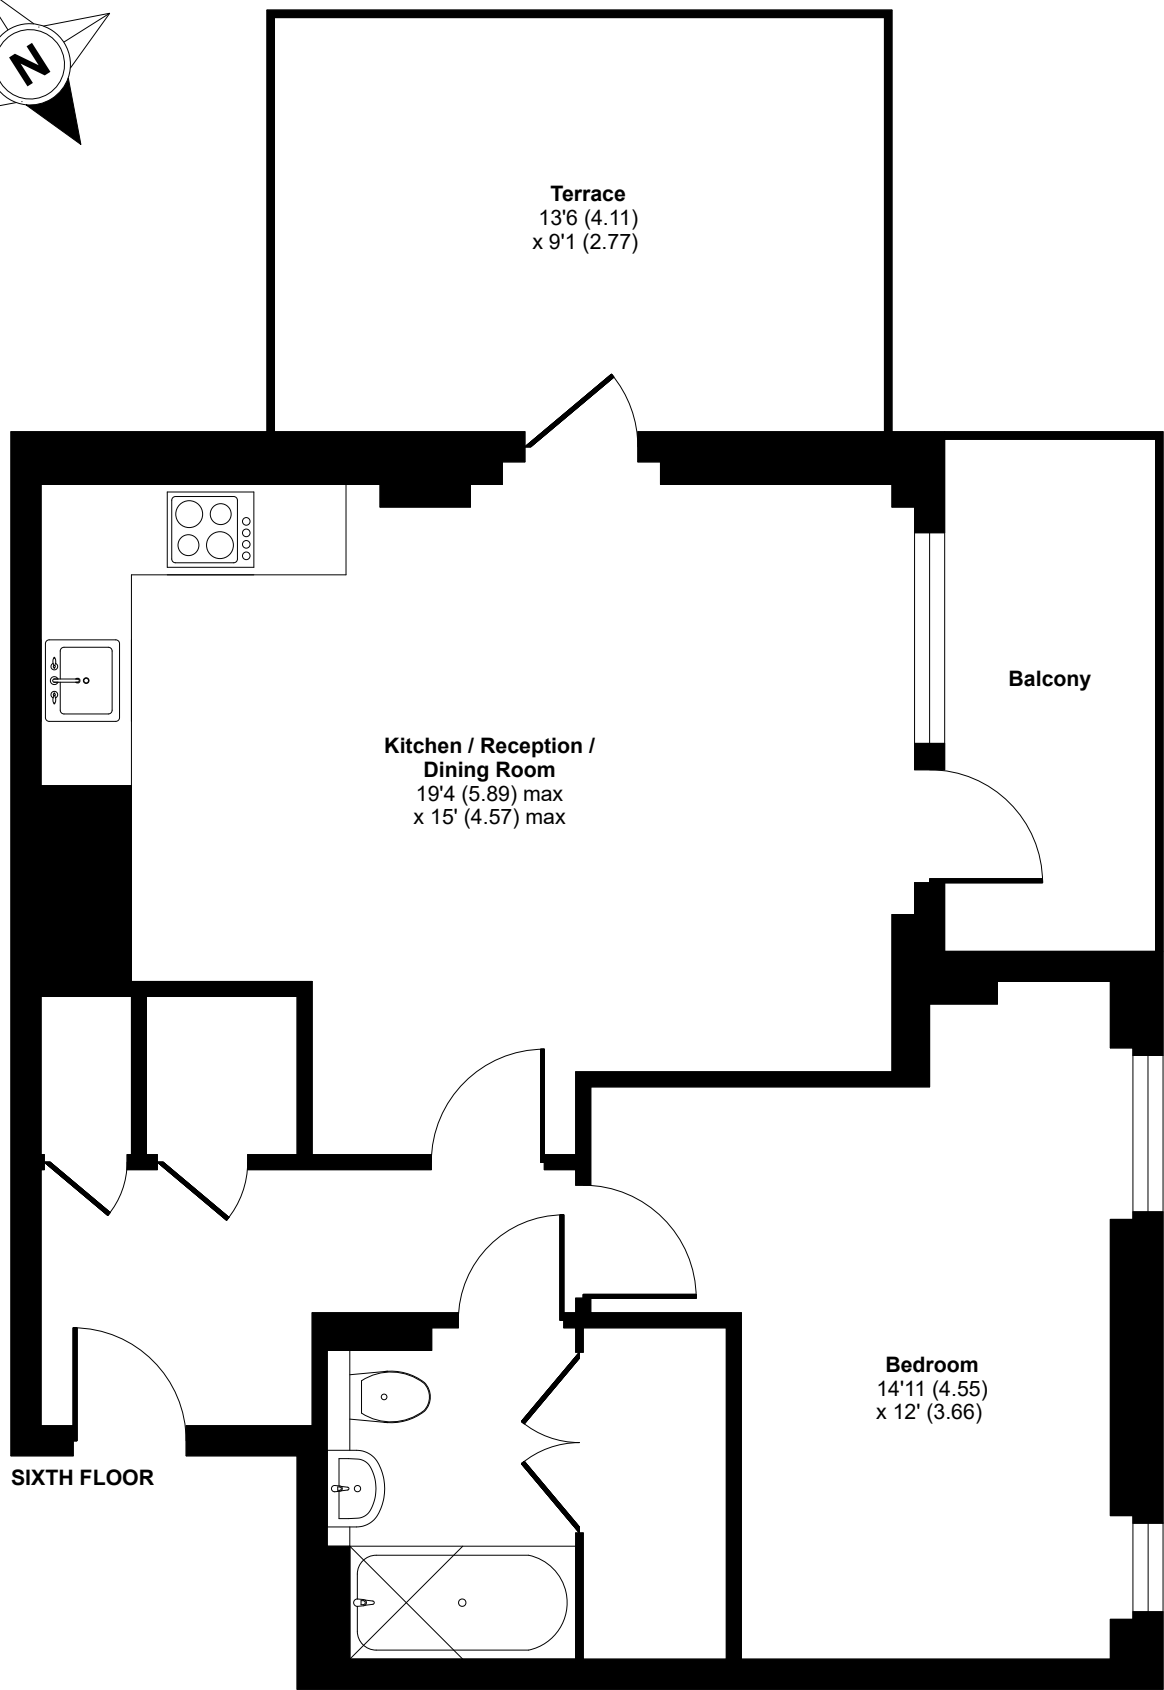 N
Terrace
13'6 (4.11)
x 9'1 (2.77)
Balcony
Kitchen / Reception /
Dining Room
19'4 (5.89) max
x 15' (4.57) max
Bedroom
14'11 (4.55)
x 12' (3.66)
SIXTH FLOOR